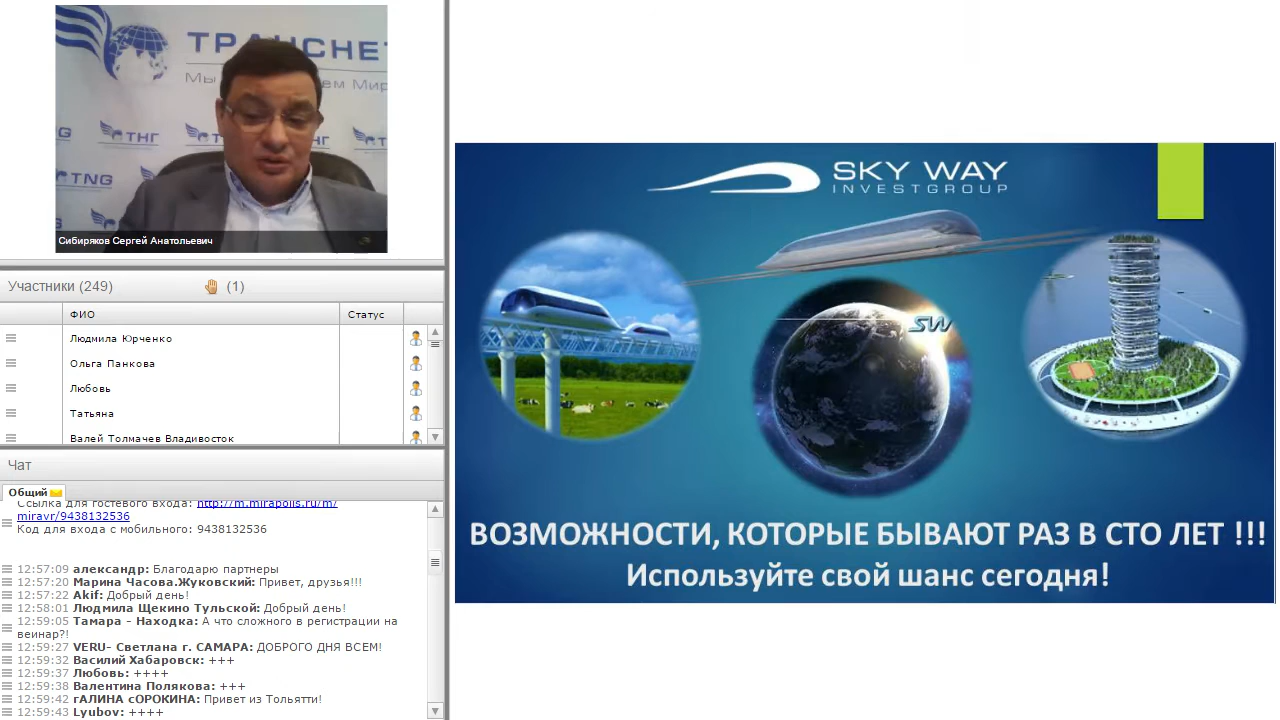 ТРАНСНЕ
Мы
ем Мир
ТНГ
TNG
TNG
Сибиряков Сергей Анатольевич
Участники (249)
(1)
ФИО
Статус
Людмила Юрченко
Ольга Панкова
Любовь
Татьяна
Валей Толмачев Владивосток
Чат
Общий
Ссылка для гостевого входа: http://m.mirapolis.ru/m/
miravr/9438132536
Код для входа с мобильного: 9438132536
12:57:09 александр: Благодарю партнеры
12:57:20 Марина Часова.Жуковский: Привет, друзья!!!
12:57:22 Akif: Добрый день!
12:58:01 Людмила Щекино Тульской: Добрый день!
12:59:05 Тамара - Находка: А что сложного в регистрации на
веинар?!
12:59:27 VERU- Светлана г. САМАРА: ДОБРОГО ДНЯ ВСЕМ!
12:59:32 Василий Хабаровск: +++
12:59:37 Любовь: ++++
12:59:38 Валентина Полякова: +++
12:59:42 гАЛИНА сОРОКИНА: Привет из Тольятти!
12:59:43 Lyubov: ++++
SKY WAY
INVESTGROUP
SW
ВОЗМОЖНОСТИ, КОТОРЫЕ БЫВАЮТ РАЗ В СТО ЛЕТ !!!
Используйте свой шанс сегодня!